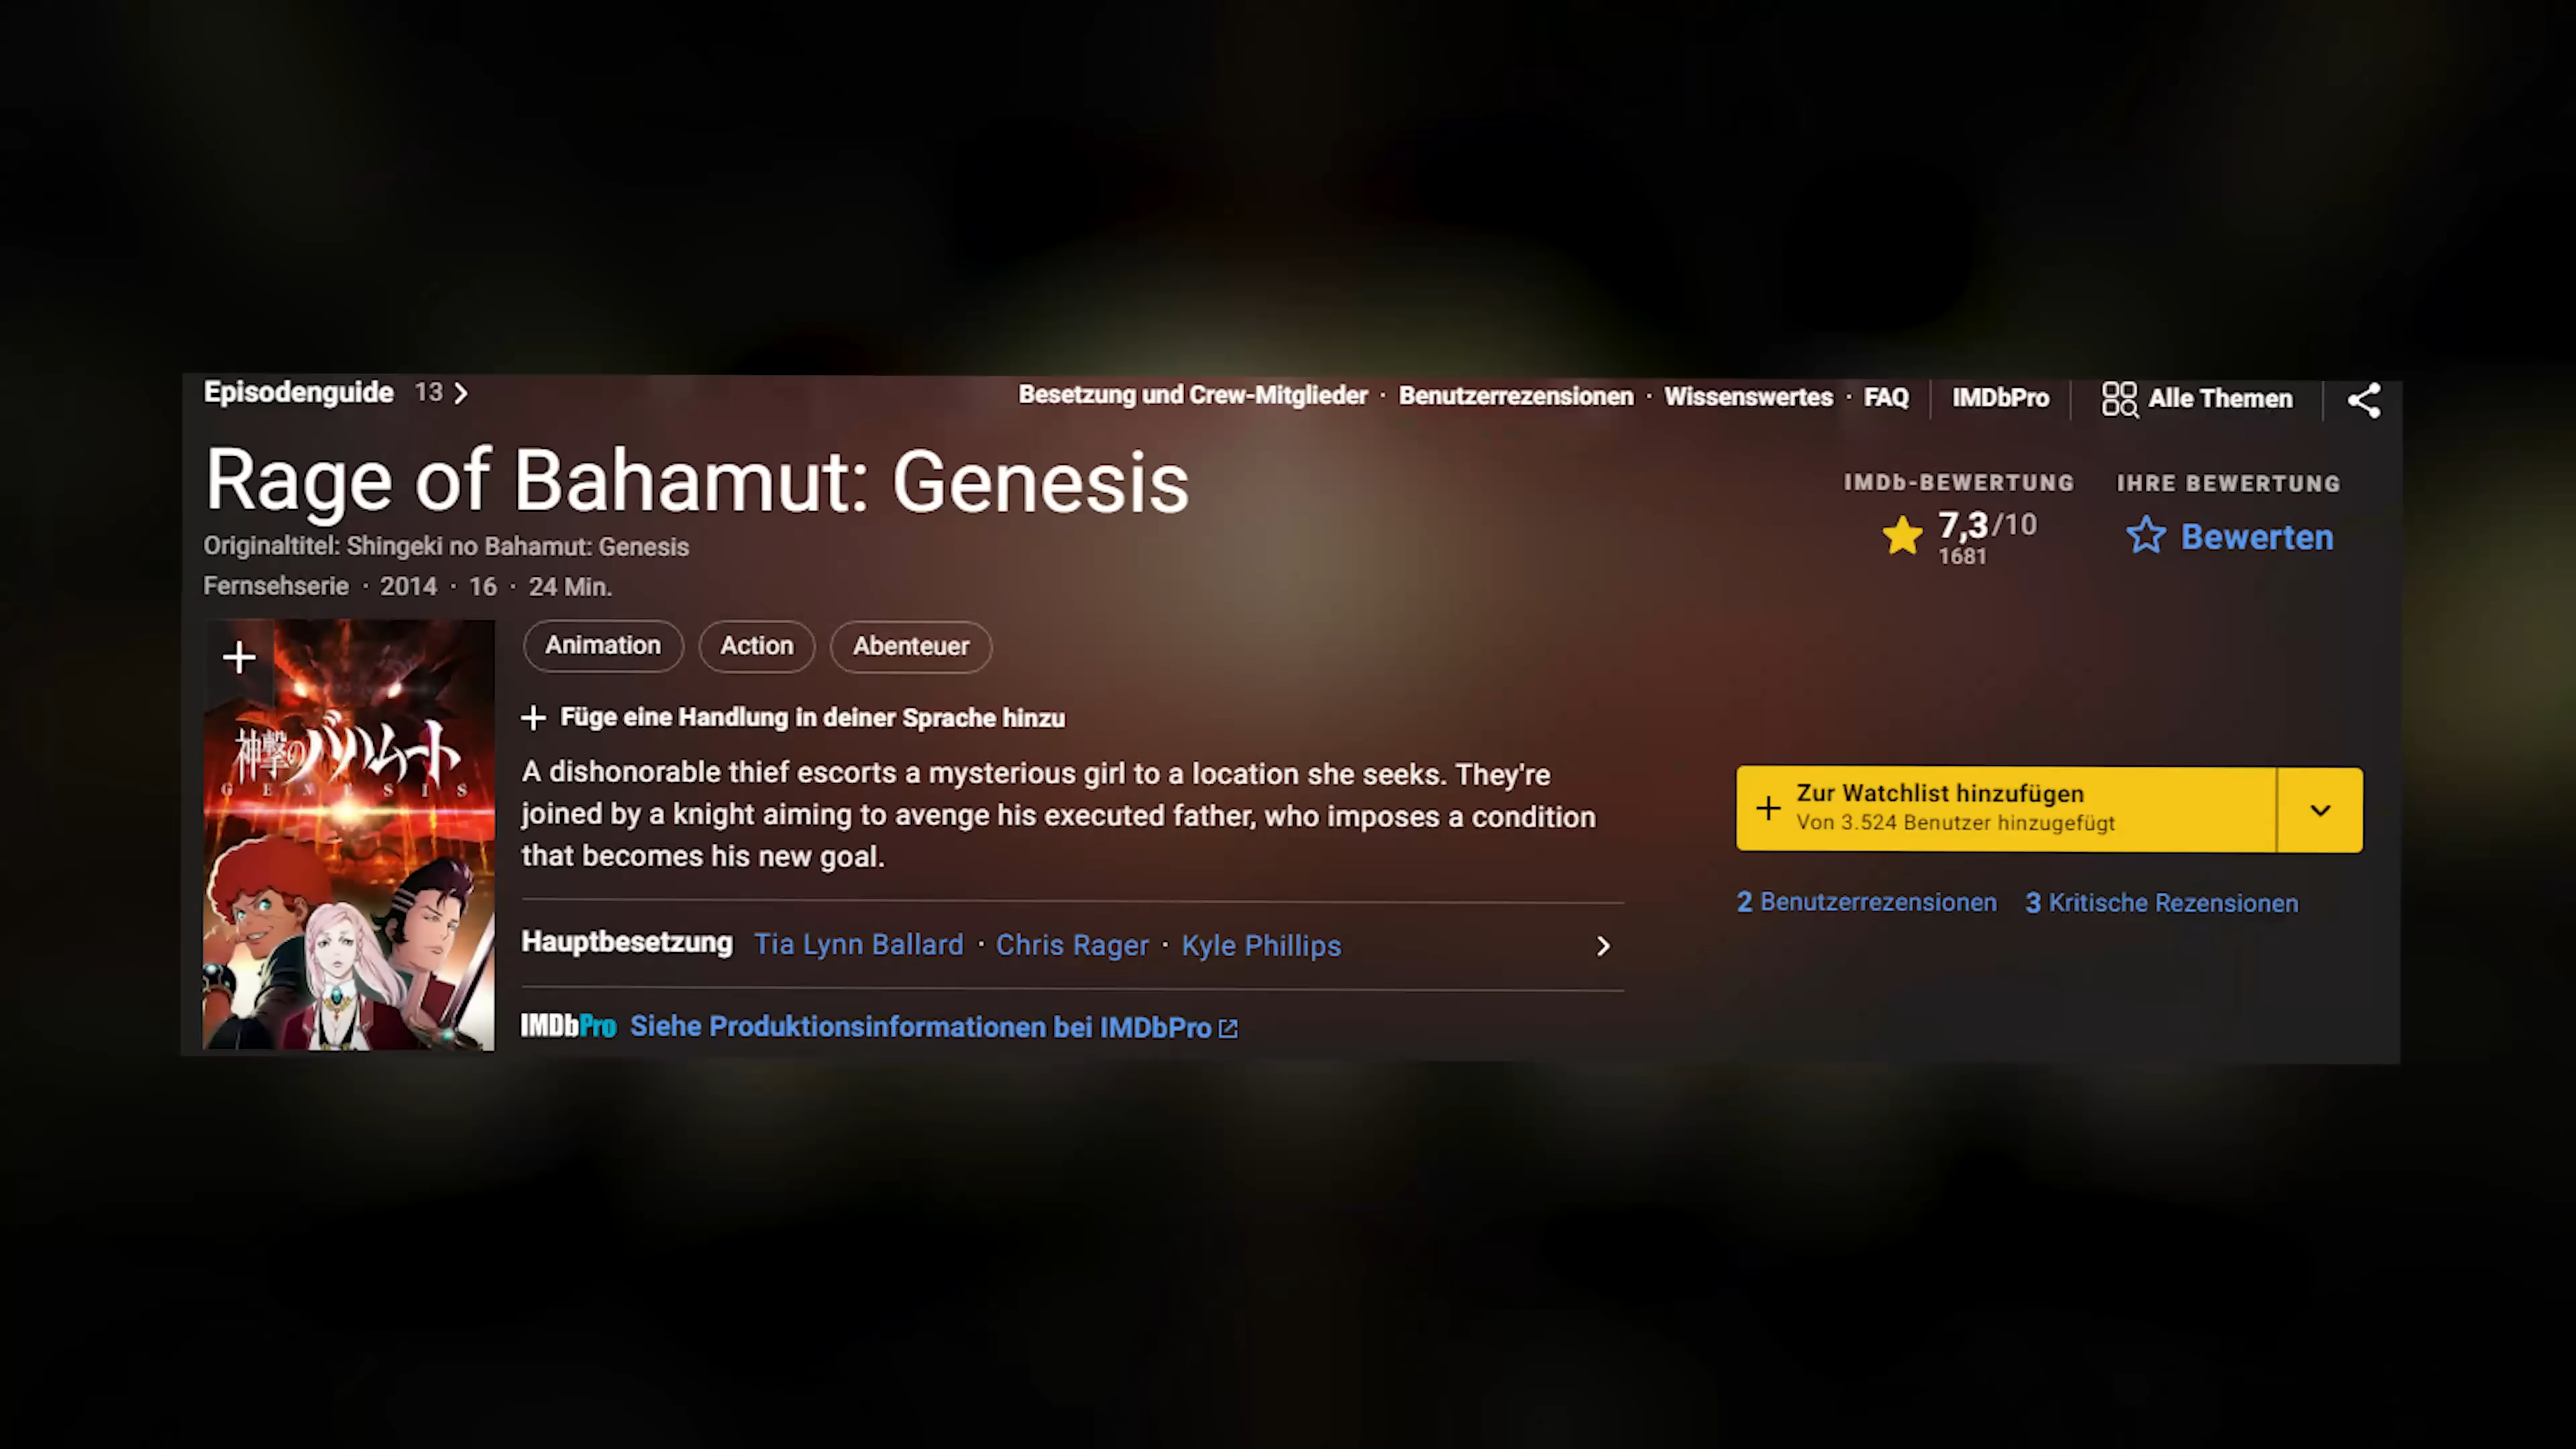 Episodenguide 13
Besetzung und Crew-Mitglieder · Benutzerrezensionen · Wissenswertes · FAQ IMDbPro Alle Themen
Rage of Bahamut: Genesis
Originaltitel: Shingeki no Bahamut: Genesis
Fernsehserie · 2014 · 16 · 24 Min.
IMDb-BEWERTUNG
7,3/10
1681
IHRE BEWERTUNG
Bewerten
神撃のバハムート
GENESIS
Animation Action Abenteuer
Füge eine Handlung in deiner Sprache hinzu
A dishonorable thief escorts a mysterious girl to a location she seeks. They're
joined by a knight aiming to avenge his executed father, who imposes a condition
that becomes his new goal.
Zur Watchlist hinzufügen
Von 3.524 Benutzer hinzugefügt
2 Benutzerrezensionen 3 Kritische Rezensionen
Hauptbesetzung Tia Lynn Ballard · Chris Rager · Kyle Phillips
IMDbPro Siehe Produktionsinformationen bei IMDbPro